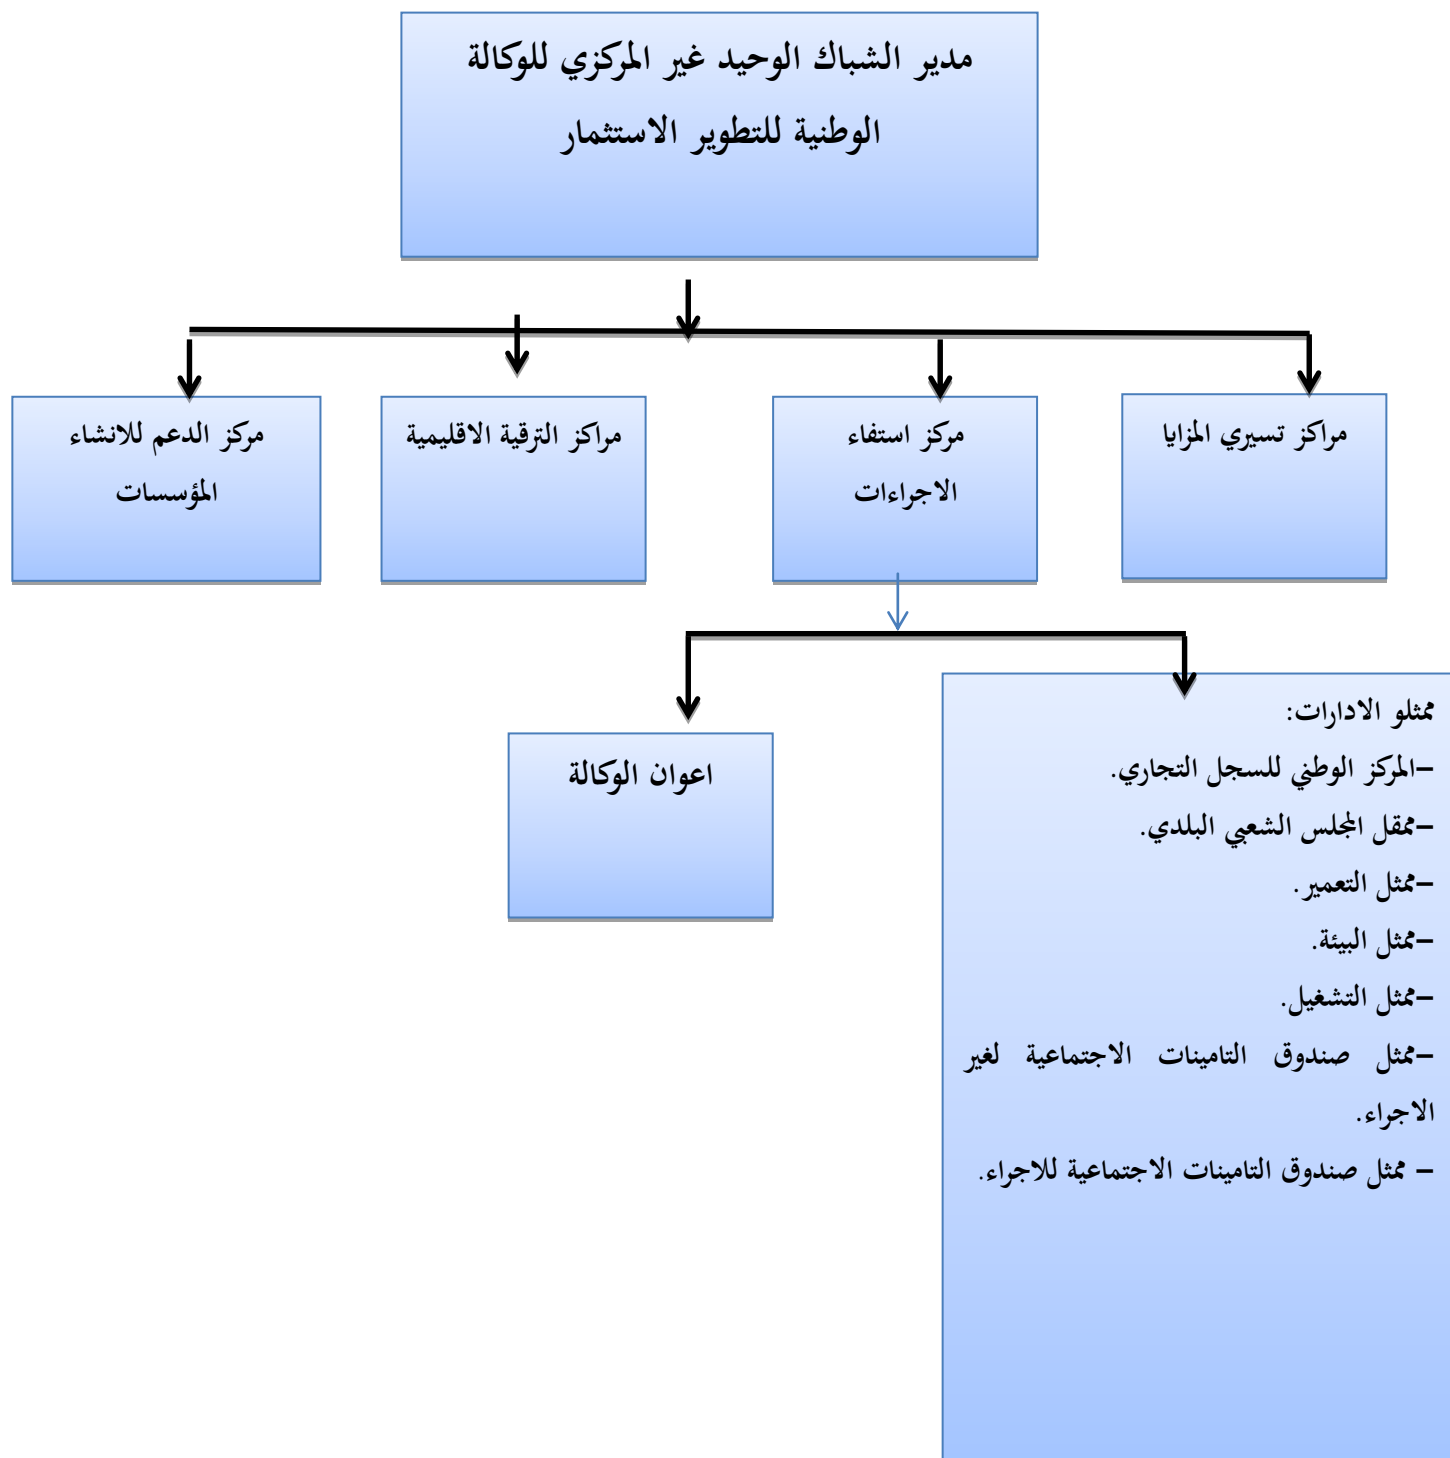 مدير الشباك الوحيد غير المركزي للوكالة
الوطنية للتطوير الاستثمار
مراكز تسيري المزايا
مركز استفاء
الاجراءات
مراكز الترقية الاقليمية
مركز الدعم للانشاء
المؤسسات
ممثلو الادارات:
–المركز الوطني للسجل التجاري.
–ممقل المجلس الشعبي البلدي.
–ممثل التعمير.
–ممثل البيئة.
–ممثل التشغيل.
–ممثل صندوق التامينات الاجتماعية لغير
الاجراء.
– ممثل صندوق التامينات الاجتماعية للاجراء.
اعوان الوكالة